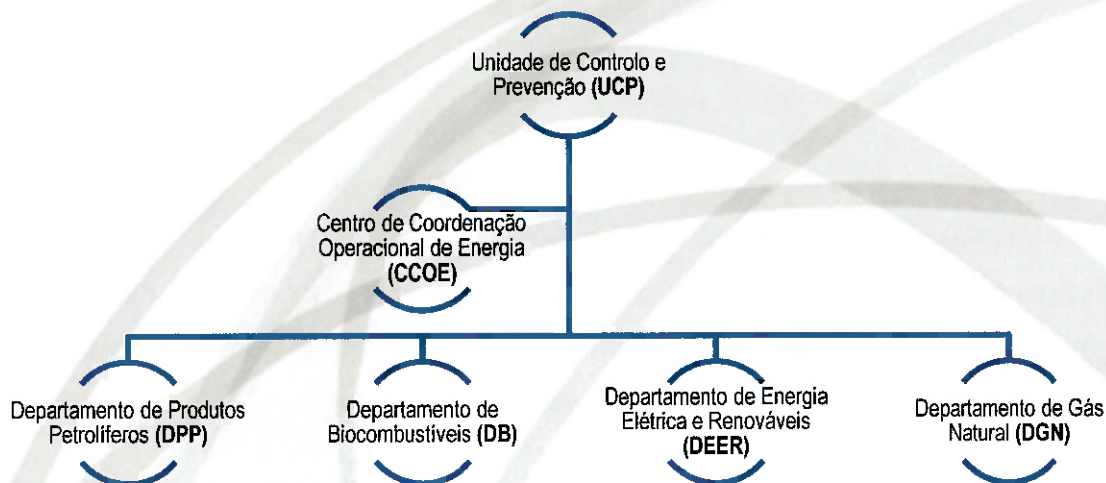 Unidade de Controlo e
Prevenção (UCP)
Centro de Coordenação
Operacional de Energia
(CCOE)
Departamento de Produtos
Petrolíferos (DPP)
Departamento de
Biocombustíveis (DB)
Departamento de Energia
Elétrica e Renováveis
(DEER)
Departamento de Gás
Natural (DGN)